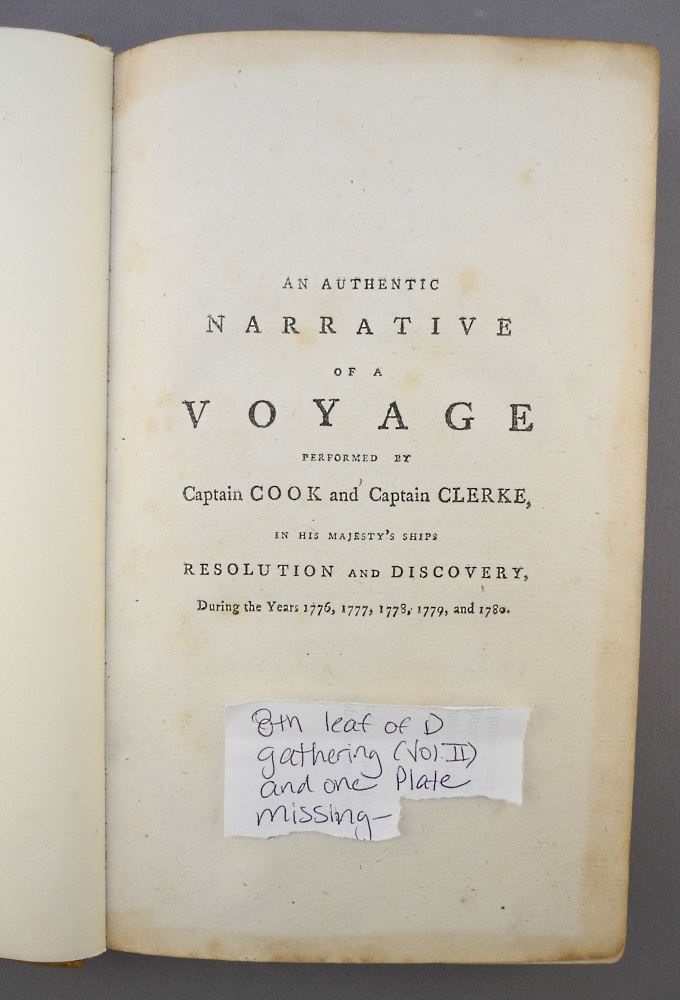 AN AUTHENTIC
NARRATIVE
OF A
VOYAGE
PERFORMED BY
Captain COOK and Captain CLERKE,
IN HIS MAJESTY'S SHIPS
RESOLUTION AND DISCOVERY,
During the Years 1776, 1777, 1778, 1779, and 1780.
8th leaf of D
gathering (Vol. II)
and one Plate
missing—